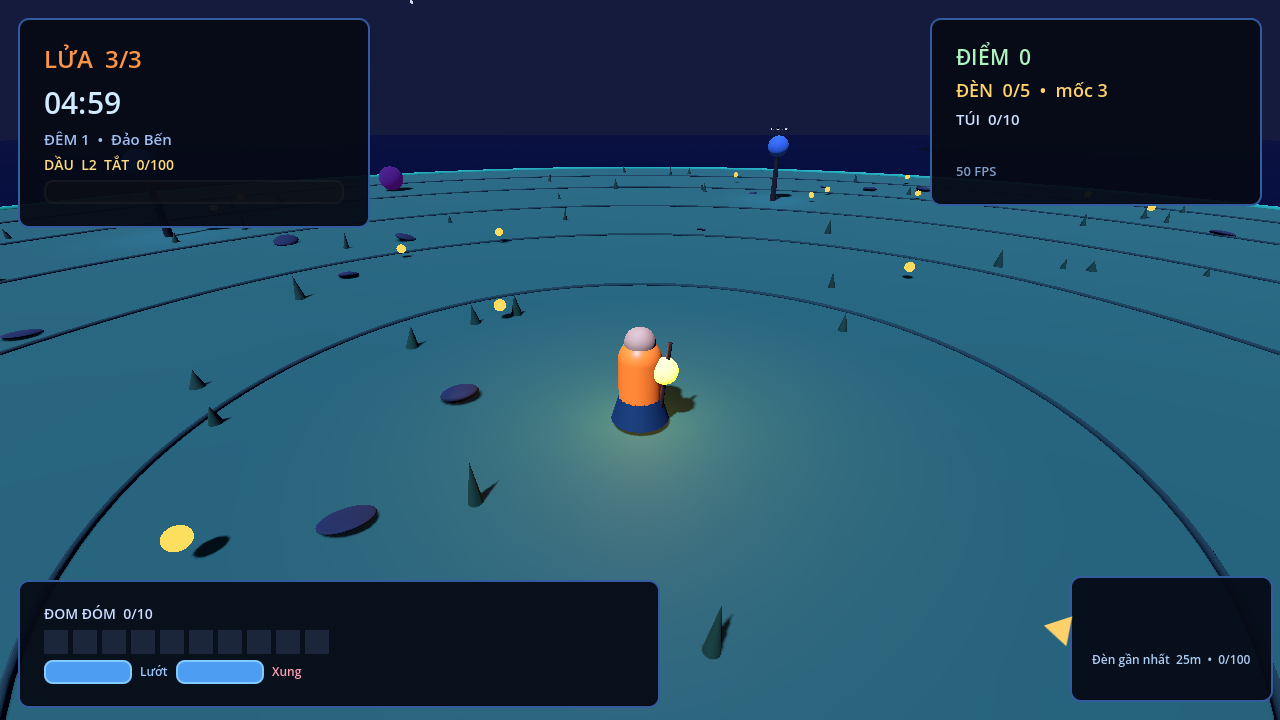 LỬA 3/3
04:59
ĐÊM 1 • Đảo Bến
DẦU L2 TẮT 0/100
ĐIỂM 0
ĐÈN 0/5 • mốc 3
TÚI 0/10
50 FPS
ĐOM ĐÓM 0/10
Lướt Xung
Đèn gần nhất 25m • 0/100